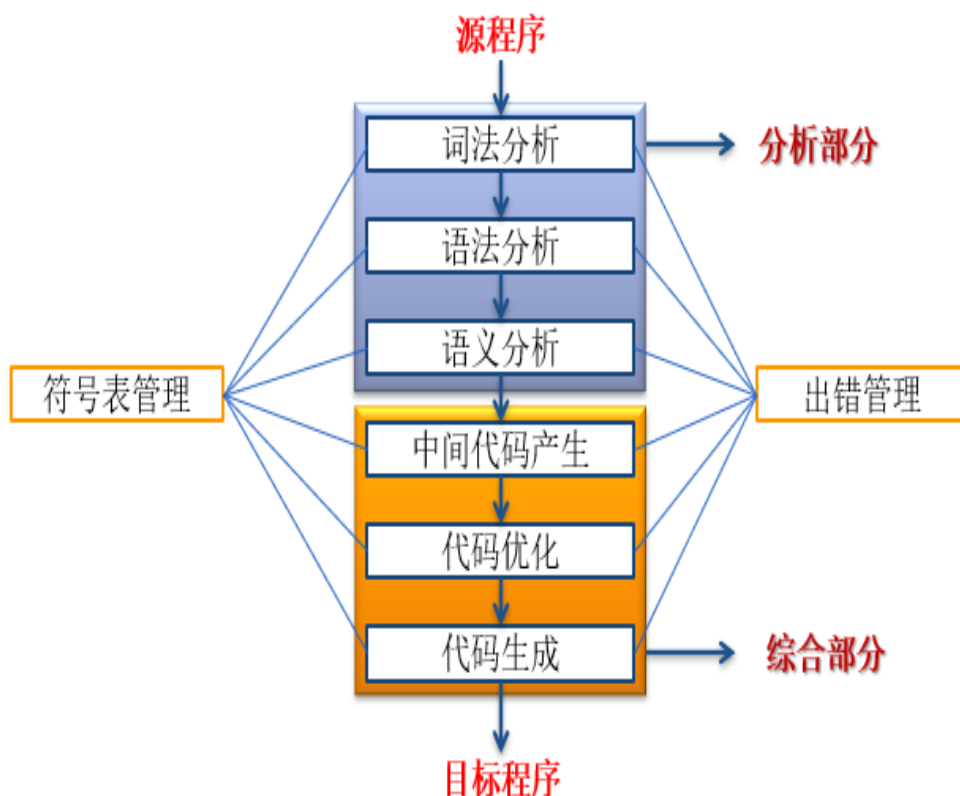 源程序
词法分析
分析部分
语法分析
语义分析
符号表管理
出错管理
中间代码产生
代码优化
代码生成
综合部分
目标程序